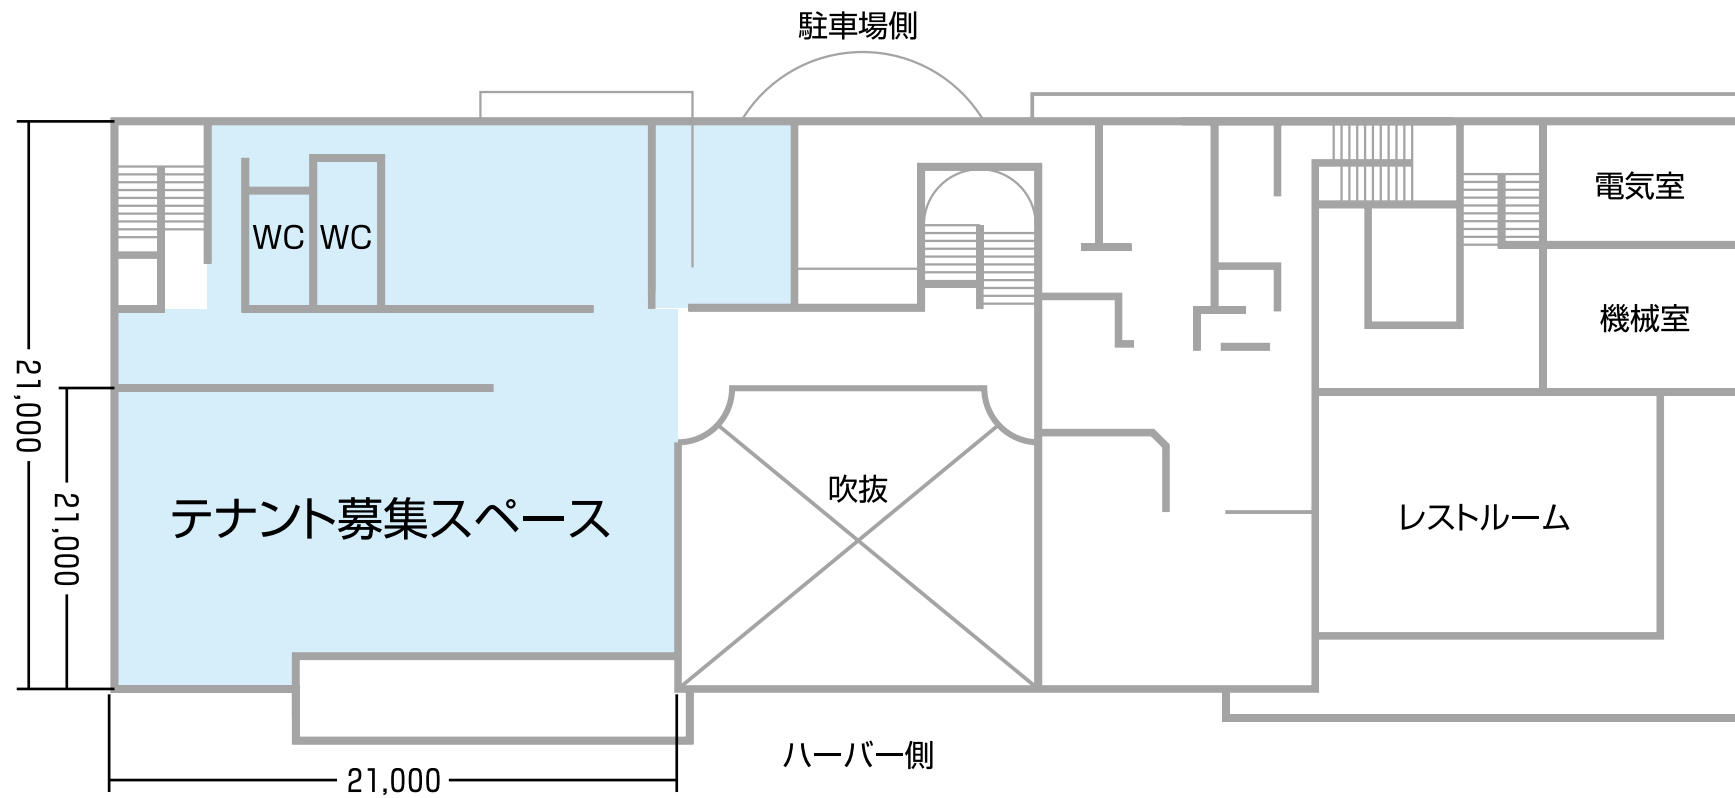 駐車場側
電気室
WC
WC
機械室
21,000
21,000
吹抜
テナント募集スペース
レストルーム
ハーバー側
21,000